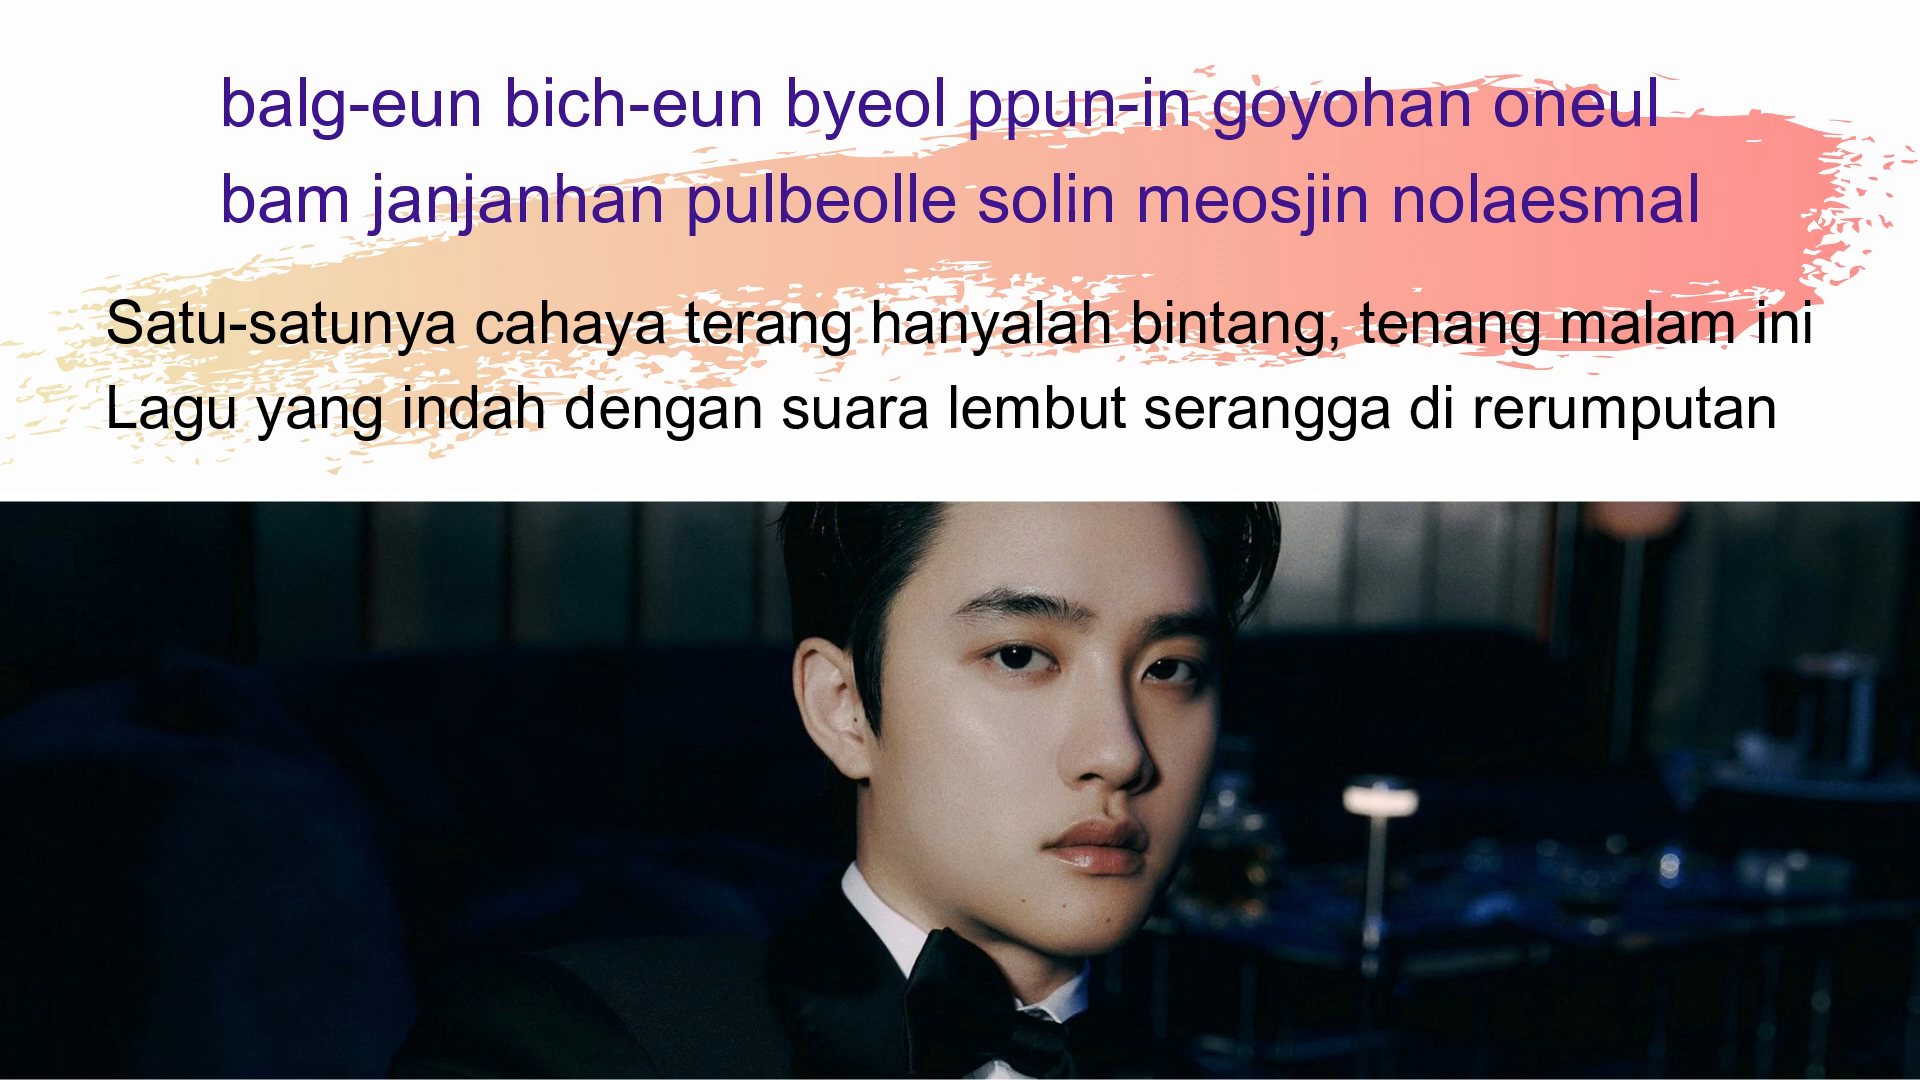 balg-eun bich-eun byeol ppun-in goyohan oneul
bam janjanhan pulbeolle solin meosjin nolaesmal
Satu-satunya cahaya terang hanyalah bintang, tenang malam ini
Lagu yang indah dengan suara lembut serangga di rerumputan